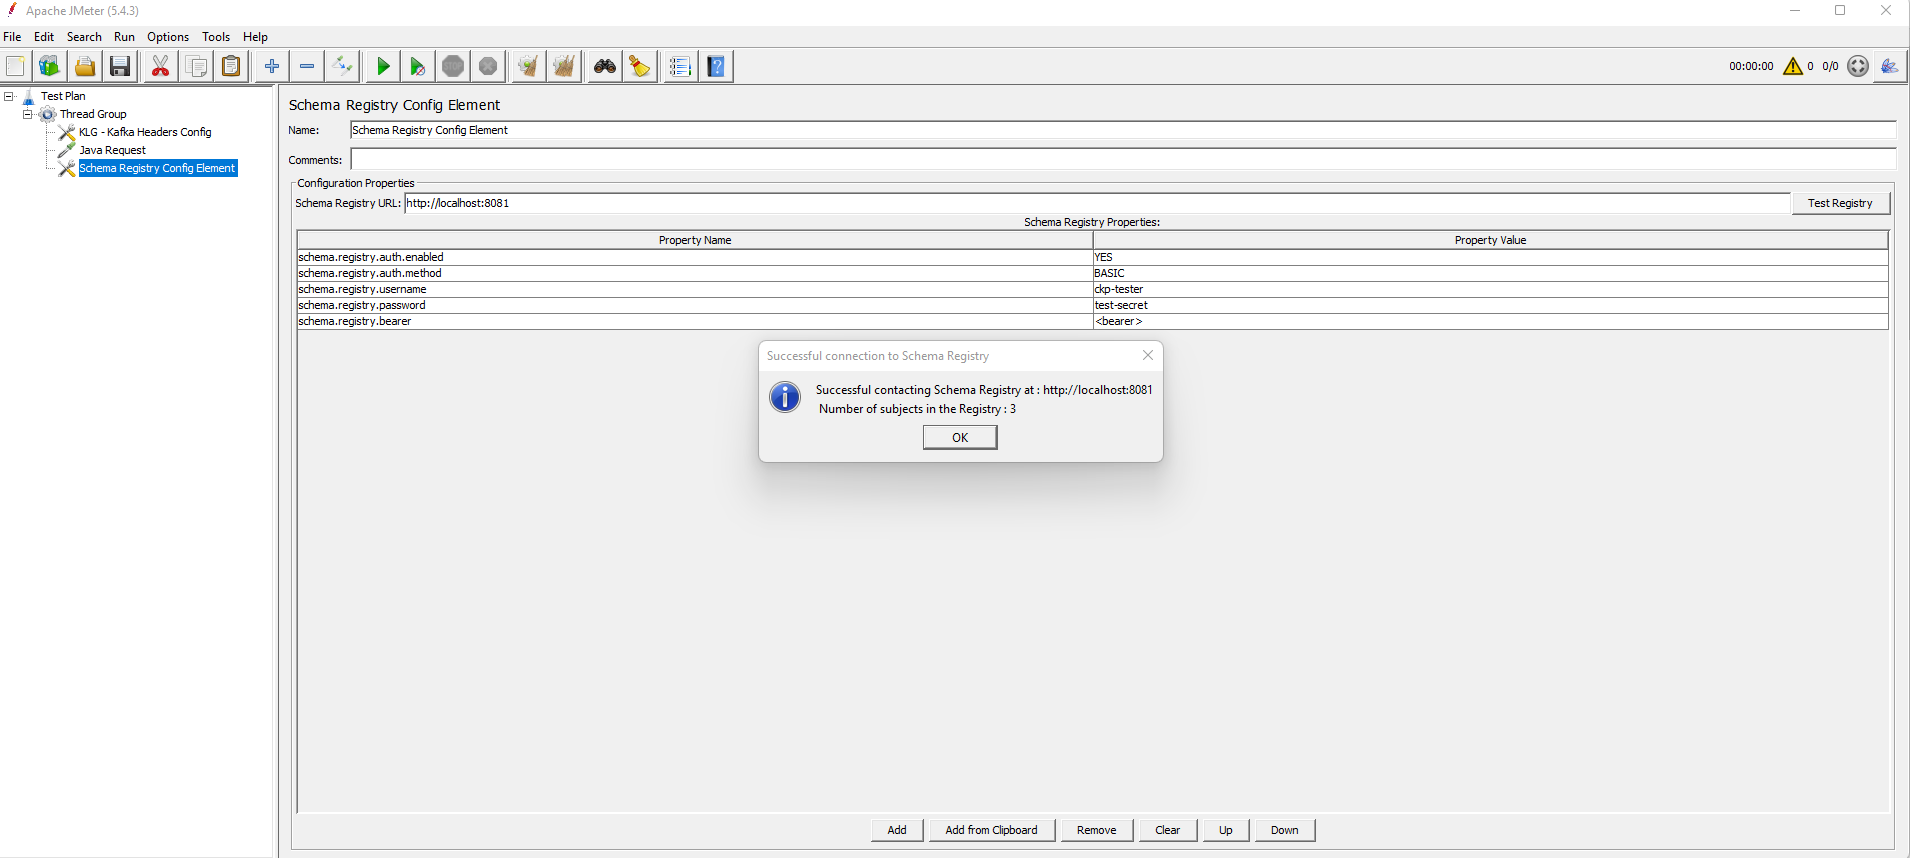 Apache JMeter (5.4.3)
File Edit Search Run Options Tools Help
STOP
00:00:00 0 0/0
Test Plan
Thread Group
KLG - Kafka Headers Config
Java Request
Schema Registry Config Element
Schema Registry Config Element
Name: Schema Registry Config Element
Comments:
Configuration Properties
Schema Registry URL: http://localhost:8081 Test Registry
Schema Registry Properties:
Property Name Property Value
schema.registry.auth.enabled YES
schema.registry.auth.method BASIC
schema.registry.username ckp-tester
schema.registry.password test-secret
schema.registry.bearer <bearer>
Successful connection to Schema Registry
Successful contacting Schema Registry at : http://localhost:8081
Number of subjects in the Registry : 3
OK
Add Add from Clipboard Remove Clear Up Down